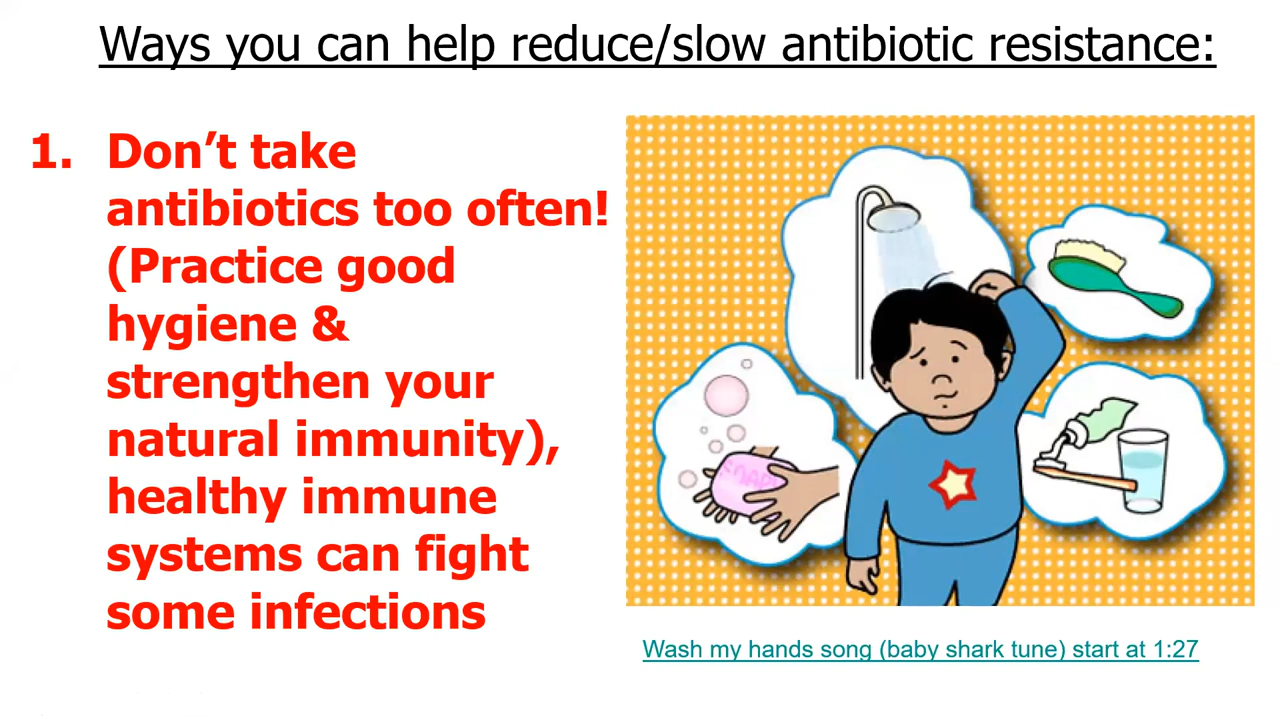 Ways you can help reduce/slow antibiotic resistance:
1. Don’t take
antibiotics too often!
(Practice good
hygiene &
strengthen your
natural immunity),
healthy immune
systems can fight
some infections
SOAP
Wash my hands song (baby shark tune) start at 1:27